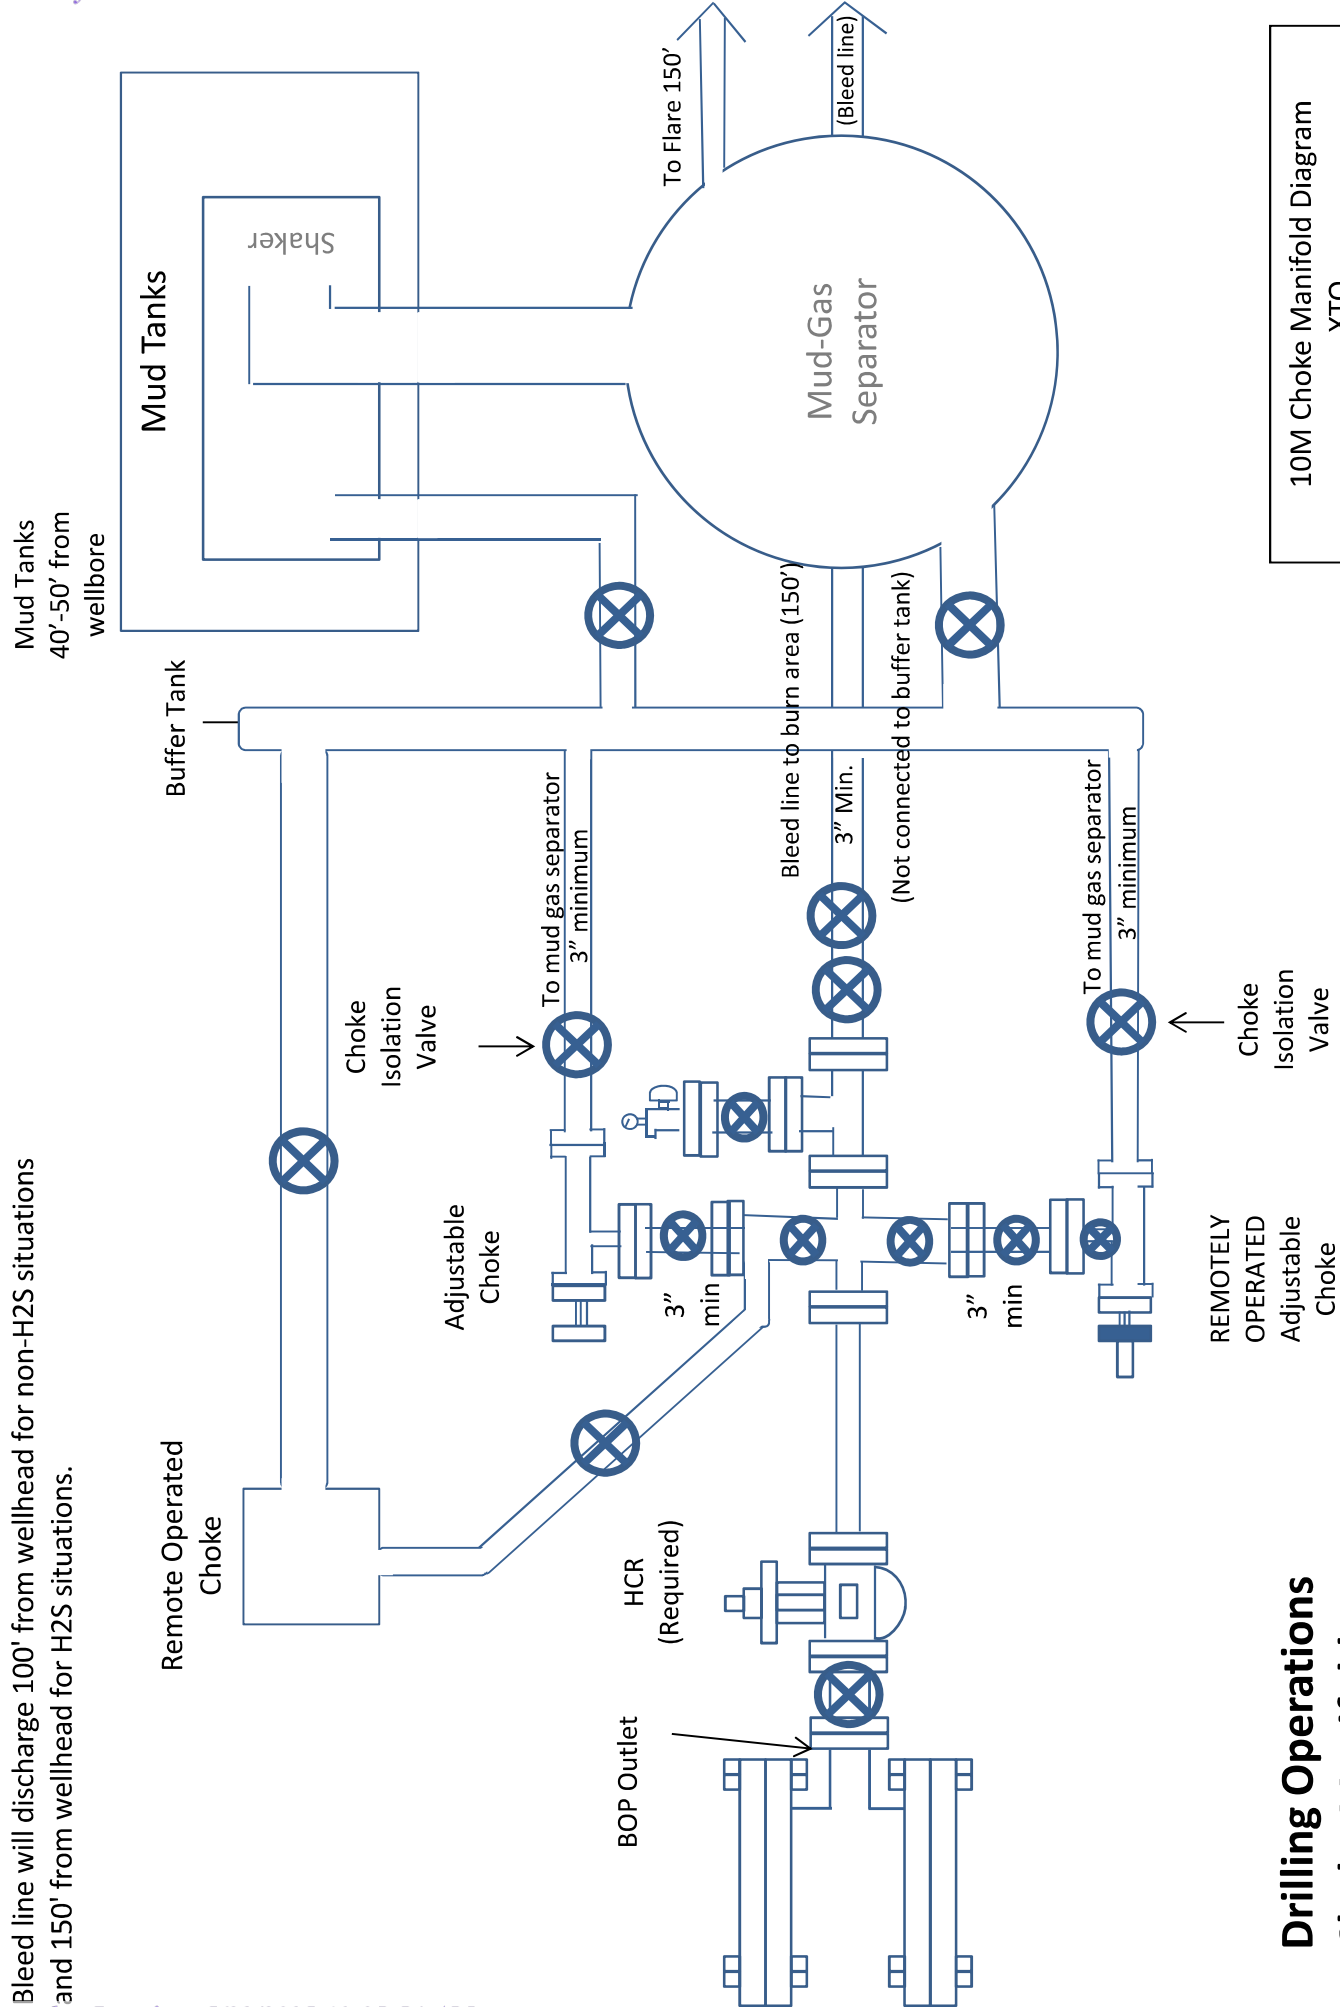 Bleed line will discharge 100' from wellhead for non-H2S situations
and 150' from wellhead for H2S situations.
Mud Tanks
40’-50’ from
wellbore
Mud Tanks
Shaker
Buffer Tank
Remote Operated
Choke
Choke
Isolation
Valve
Adjustable
Choke
To mud gas separator
3” minimum
HCR
(Required)
BOP Outlet
3”
min
To Flare 150’
(Bleed line)
Mud-Gas
Separator
Bleed line to burn area (150’)
3” Min.
(Not connected to buffer tank)
3”
min
To mud gas separator
3” minimum
REMOTELY
OPERATED
Adjustable
Choke
Choke
Isolation
Valve
Drilling Operations
10M Choke Manifold Diagram
XTO